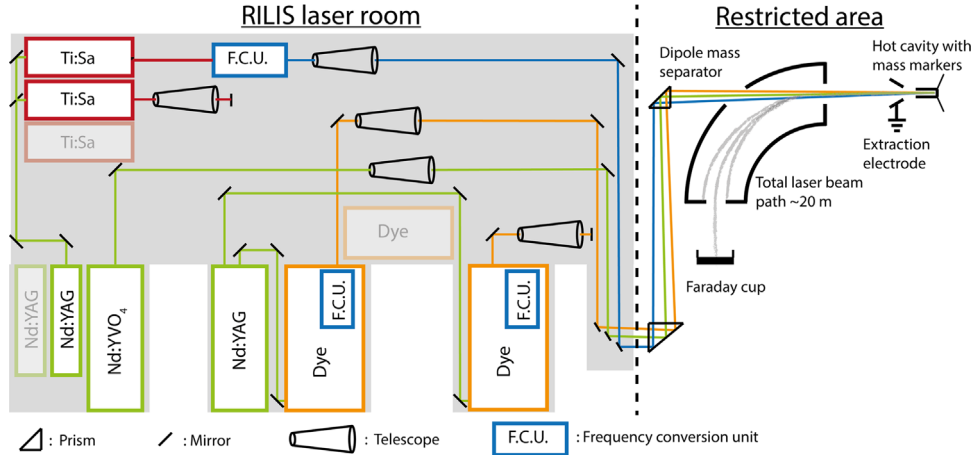 RILIS laser room
Restricted area
Ti:Sa
F.C.U.
Ti:Sa
Ti:Sa
Dye
Nd:YAG
Nd:YAG
Nd:YVO4
Nd:YAG
Dye
F.C.U.
Dye
F.C.U.
Dipole mass
separator
Hot cavity with
mass markers
Extraction
electrode
Total laser beam
path ~20 m
Faraday cup
: Prism
: Mirror
: Telescope
F.C.U.
: Frequency conversion unit